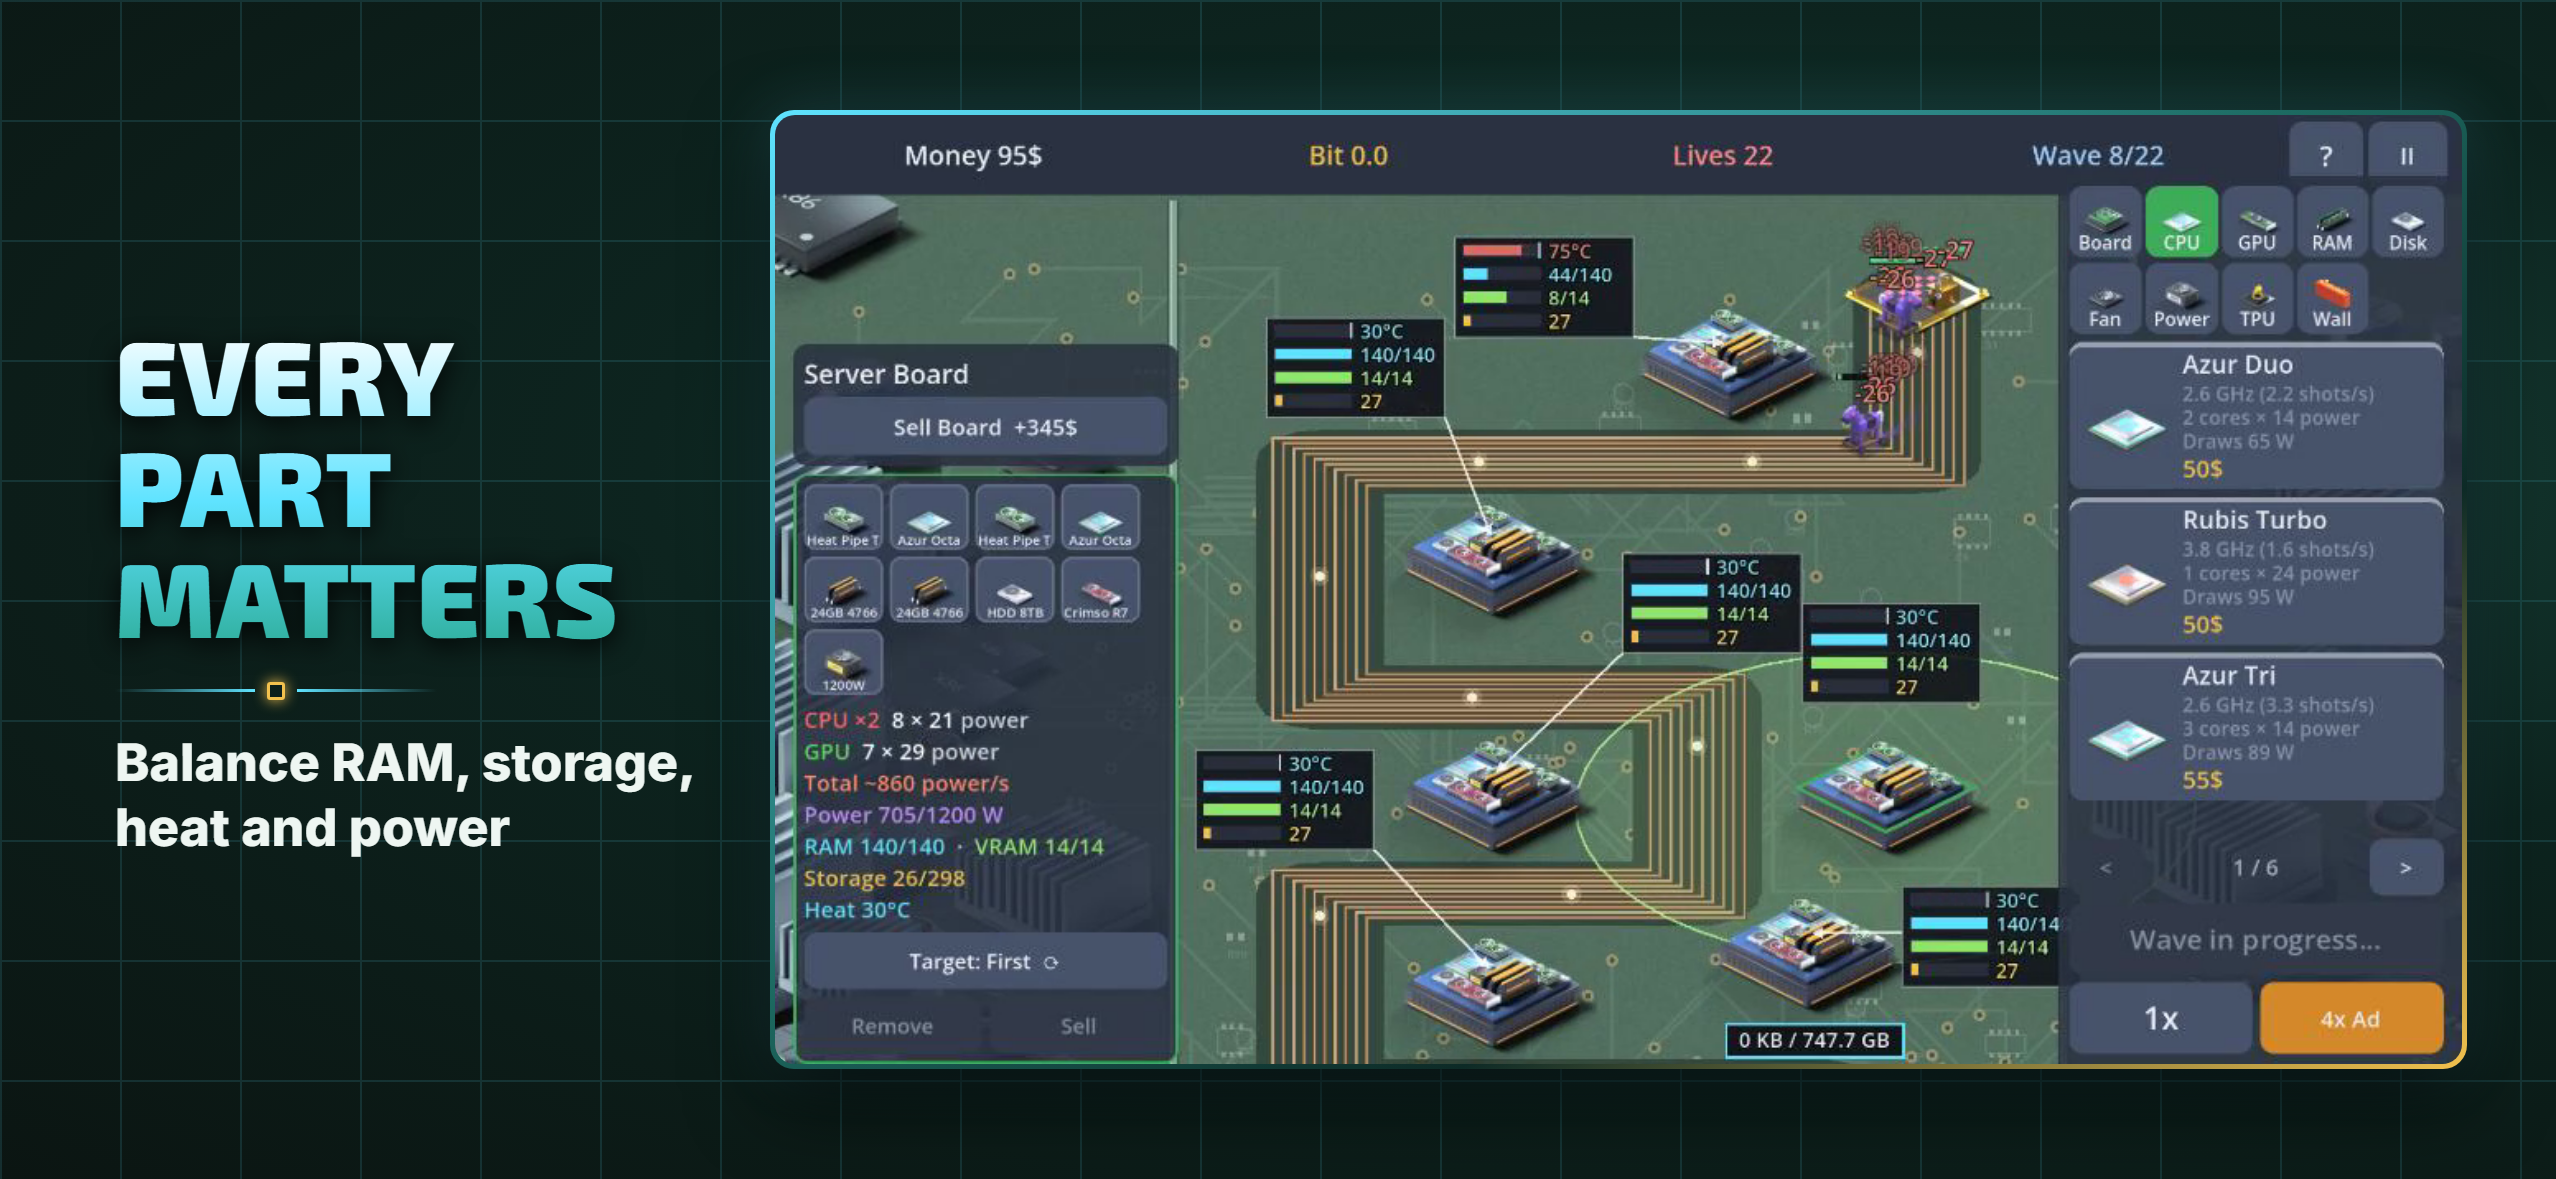 EVERY
PART
MATTERS
Balance RAM, storage,
heat and power
Money 95$
Bit 0.0
Lives 22
Wave 8/22
?
Server Board
Sell Board +345$
Heat Pipe T
Azur Octa
Heat Pipe T
Azur Octa
24GB 4766
24GB 4766
HDD 8TB
Crimso R7
1200W
CPU ×2 8 × 21 power
GPU 7 × 29 power
Total ~860 power/s
Power 705/1200 W
RAM 140/140 · VRAM 14/14
Storage 26/298
Heat 30°C
Target: First
Remove
Sell
75°C
44/140
8/14
27
30°C
140/140
14/14
27
30°C
140/140
14/14
27
30°C
140/140
14/14
27
30°C
140/140
14/14
27
30°C
140/14
14/14
27
-27
-26
-26
0 KB / 747.7 GB
Board
CPU
GPU
RAM
Disk
Fan
Power
TPU
Wall
Azur Duo
2.6 GHz (2.2 shots/s)
2 cores × 14 power
Draws 65 W
50$
Rubis Turbo
3.8 GHz (1.6 shots/s)
1 cores × 24 power
Draws 95 W
50$
Azur Tri
2.6 GHz (3.3 shots/s)
3 cores × 14 power
Draws 89 W
55$
<
1 / 6
>
Wave in progress...
1x
4x Ad